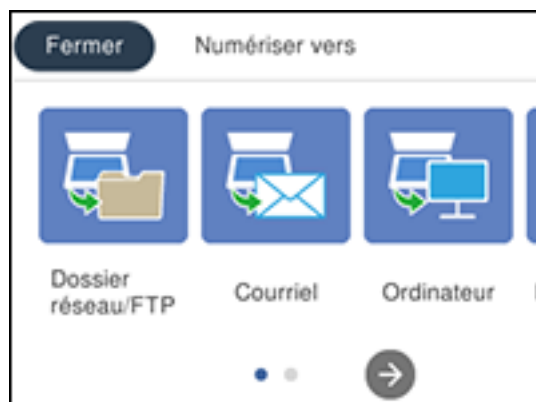 Fermer
Numériser vers
Dossier
réseau/FTP
Courriel
Ordinateur